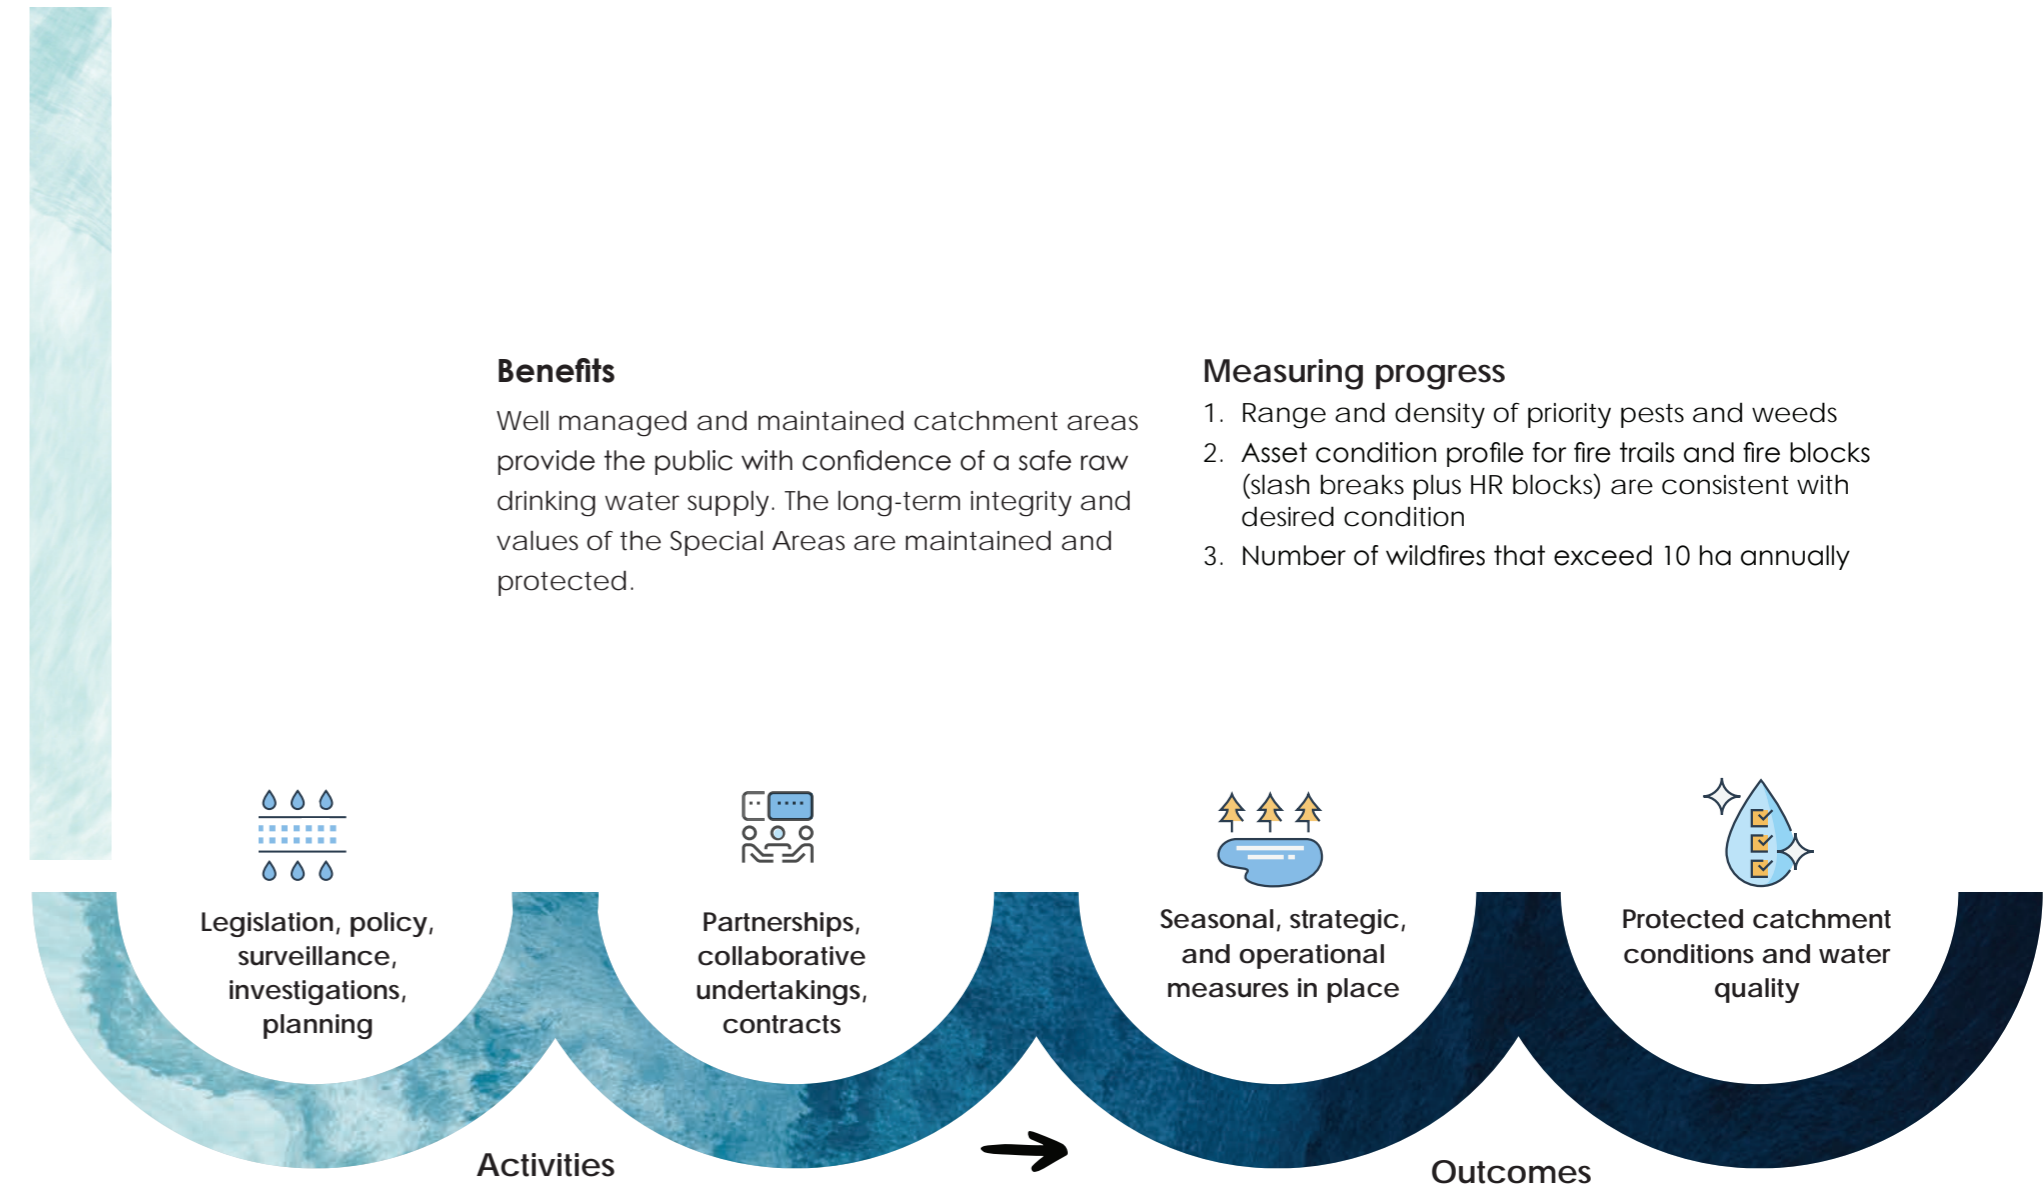 Benefits
Well managed and maintained catchment areas
provide the public with confidence of a safe raw
drinking water supply. The long-term integrity and
values of the Special Areas are maintained and
protected.
Measuring progress
1. Range and density of priority pests and weeds
2. Asset condition profile for fire trails and fire blocks
(slash breaks plus HR blocks) are consistent with
desired condition
3. Number of wildfires that exceed 10 ha annually
Legislation, policy,
surveillance,
investigations,
planning
Partnerships,
collaborative
undertakings,
contracts
Seasonal, strategic,
and operational
measures in place
Protected catchment
conditions and water
quality
Activities
Outcomes